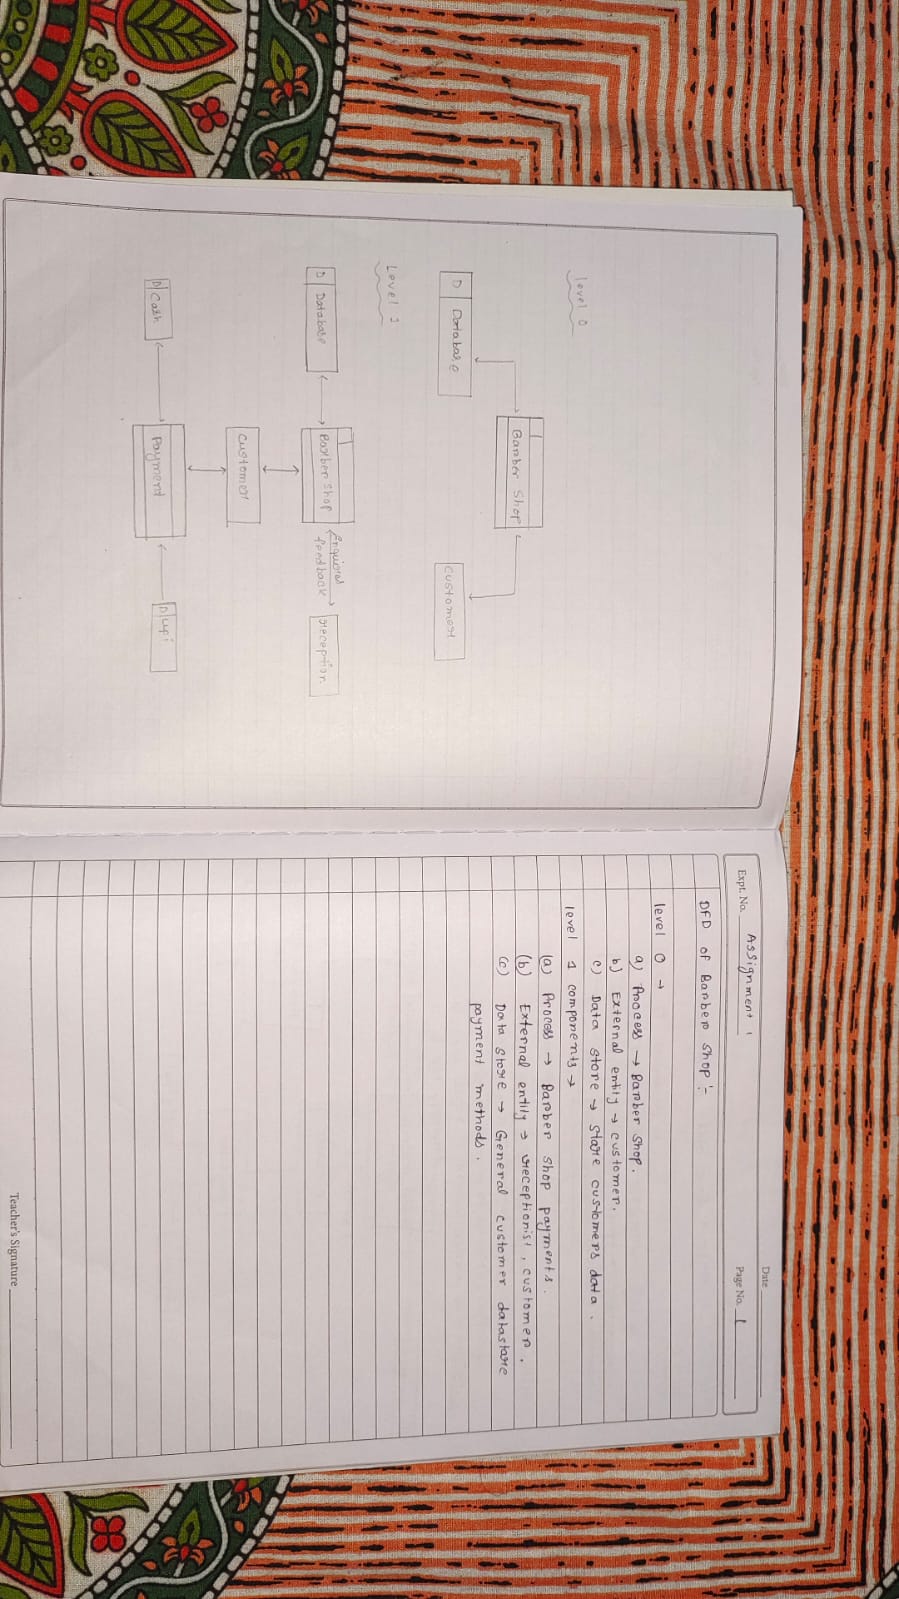 level 0
Barber Shop
D Database
customer
Level 1
D Database
Barber shop
Enquires
feedback
reception
customer
D Cash
Payment
D upi
Date
Expt. No. Assignment 1
Page No. 1
DFD of Barber Shop :-
level 0 →
a) Process → Barber Shop.
b) External entity → customer.
c) Data store → store customers data.
level 1 components →
(a) Process → Barber shop payments.
(b) External entity → receptionist, customer.
(c) Data store → General customer datastore
payment methods.
Teacher's Signature